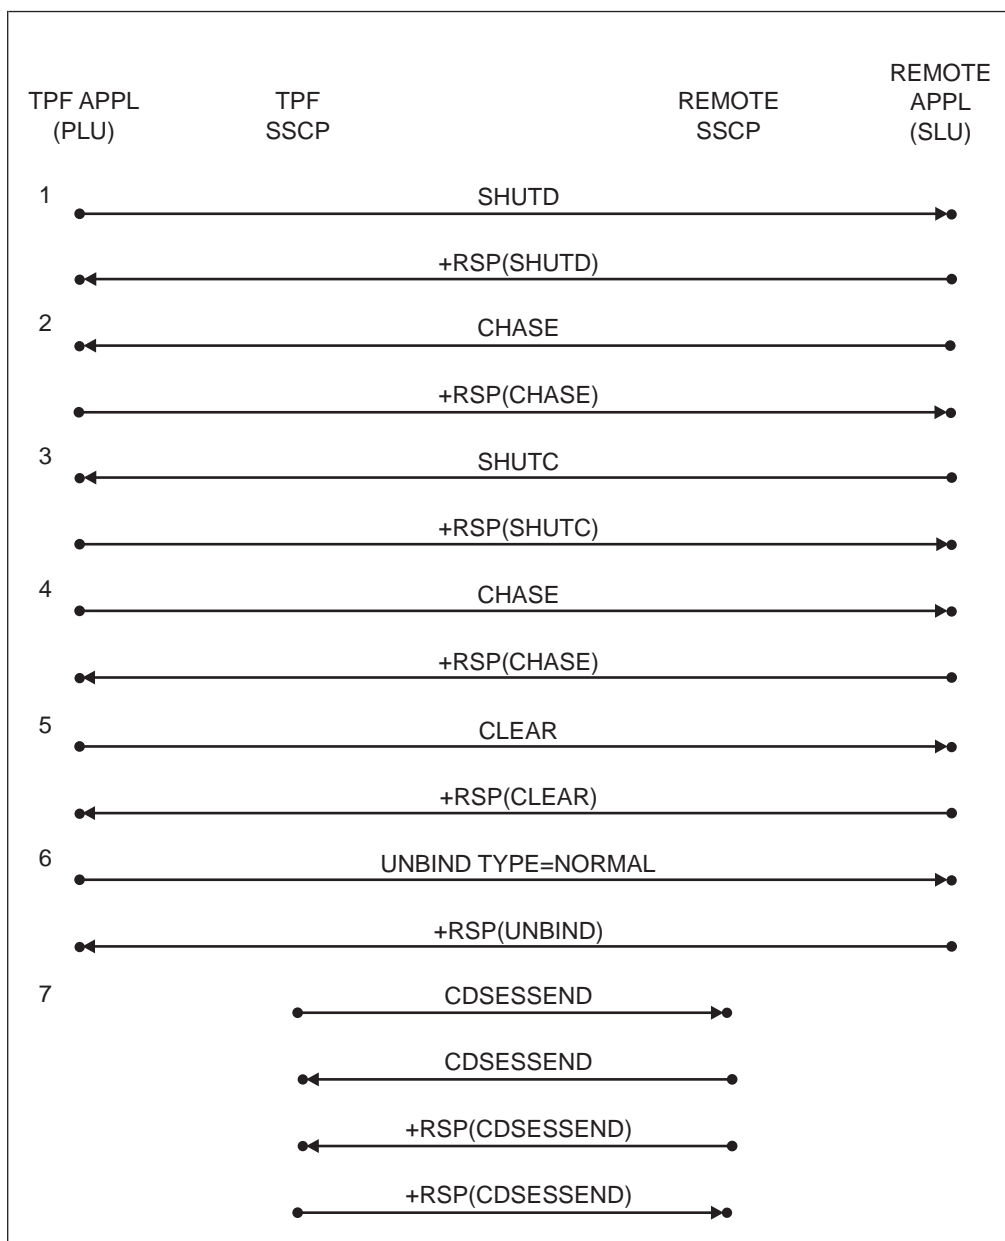 TPF APPL
(PLU)
TPF
SSCP
REMOTE
SSCP
REMOTE
APPL
(SLU)
1
SHUTD
+RSP(SHUTD)
2
CHASE
+RSP(CHASE)
3
SHUTC
+RSP(SHUTC)
4
CHASE
+RSP(CHASE)
5
CLEAR
+RSP(CLEAR)
6
UNBIND TYPE=NORMAL
+RSP(UNBIND)
7
CDSESSEND
CDSESSEND
+RSP(CDSESSEND)
+RSP(CDSESSEND)